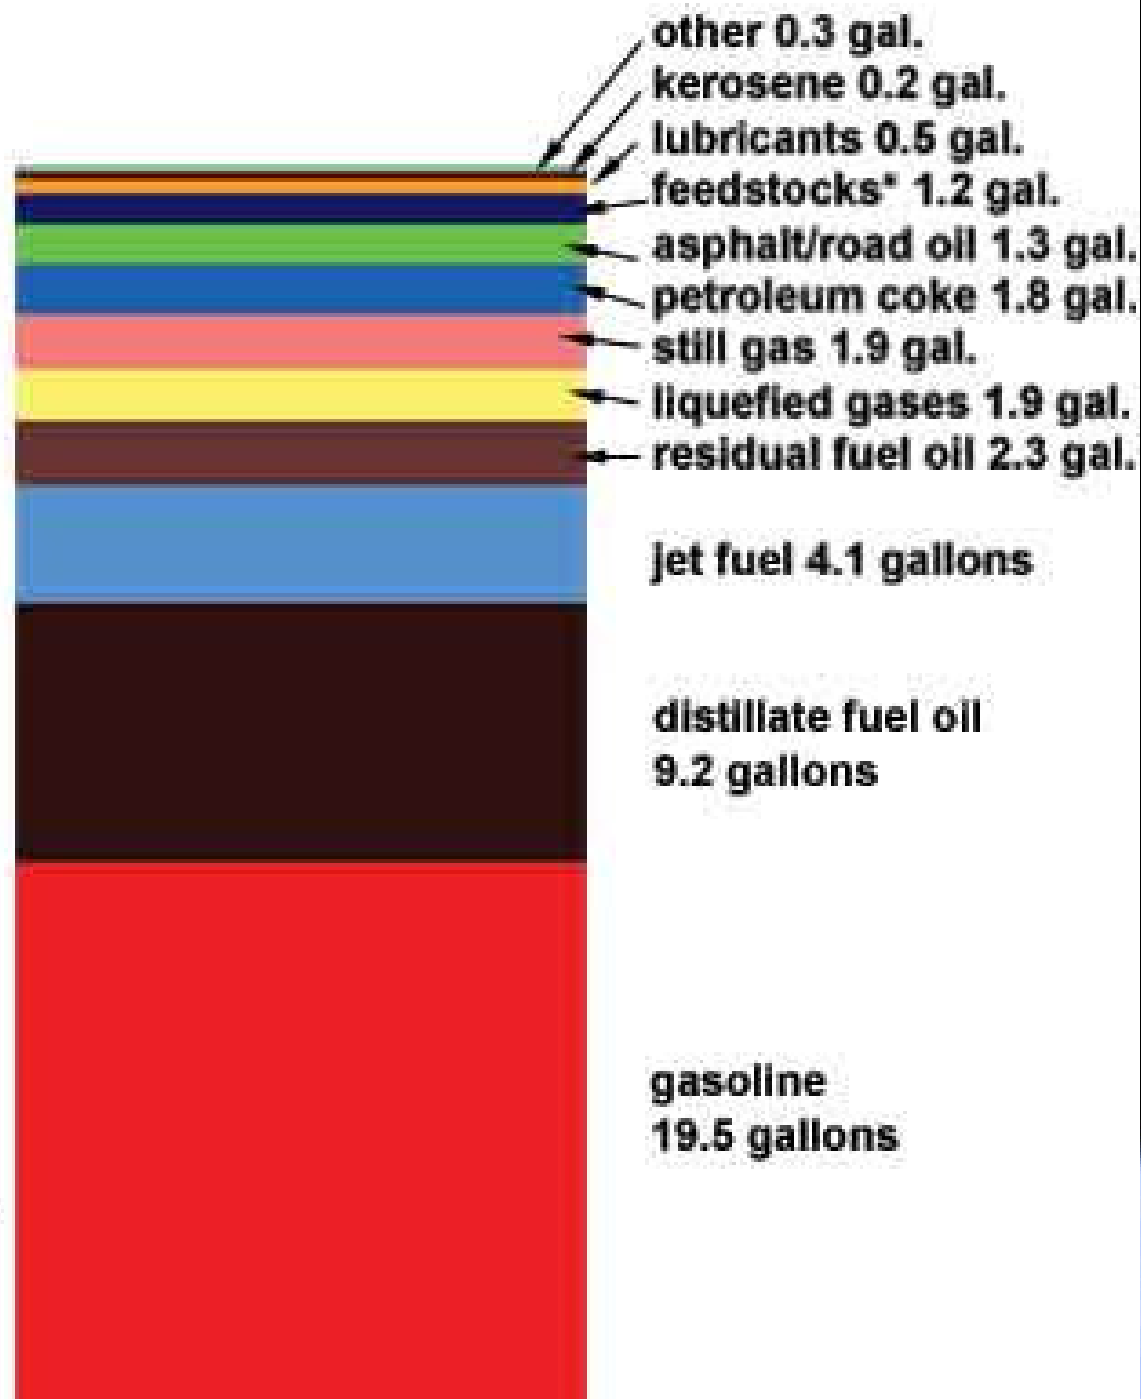 other 0.3 gal.
kerosene 0.2 gal.
lubricants 0.5 gal.
feedstocks* 1.2 gal.
asphalt/road oil 1.3 gal.
petroleum coke 1.8 gal.
still gas 1.9 gal.
liquefied gases 1.9 gal.
residual fuel oil 2.3 gal.
jet fuel 4.1 gallons
distillate fuel oil
9.2 gallons
gasoline
19.5 gallons